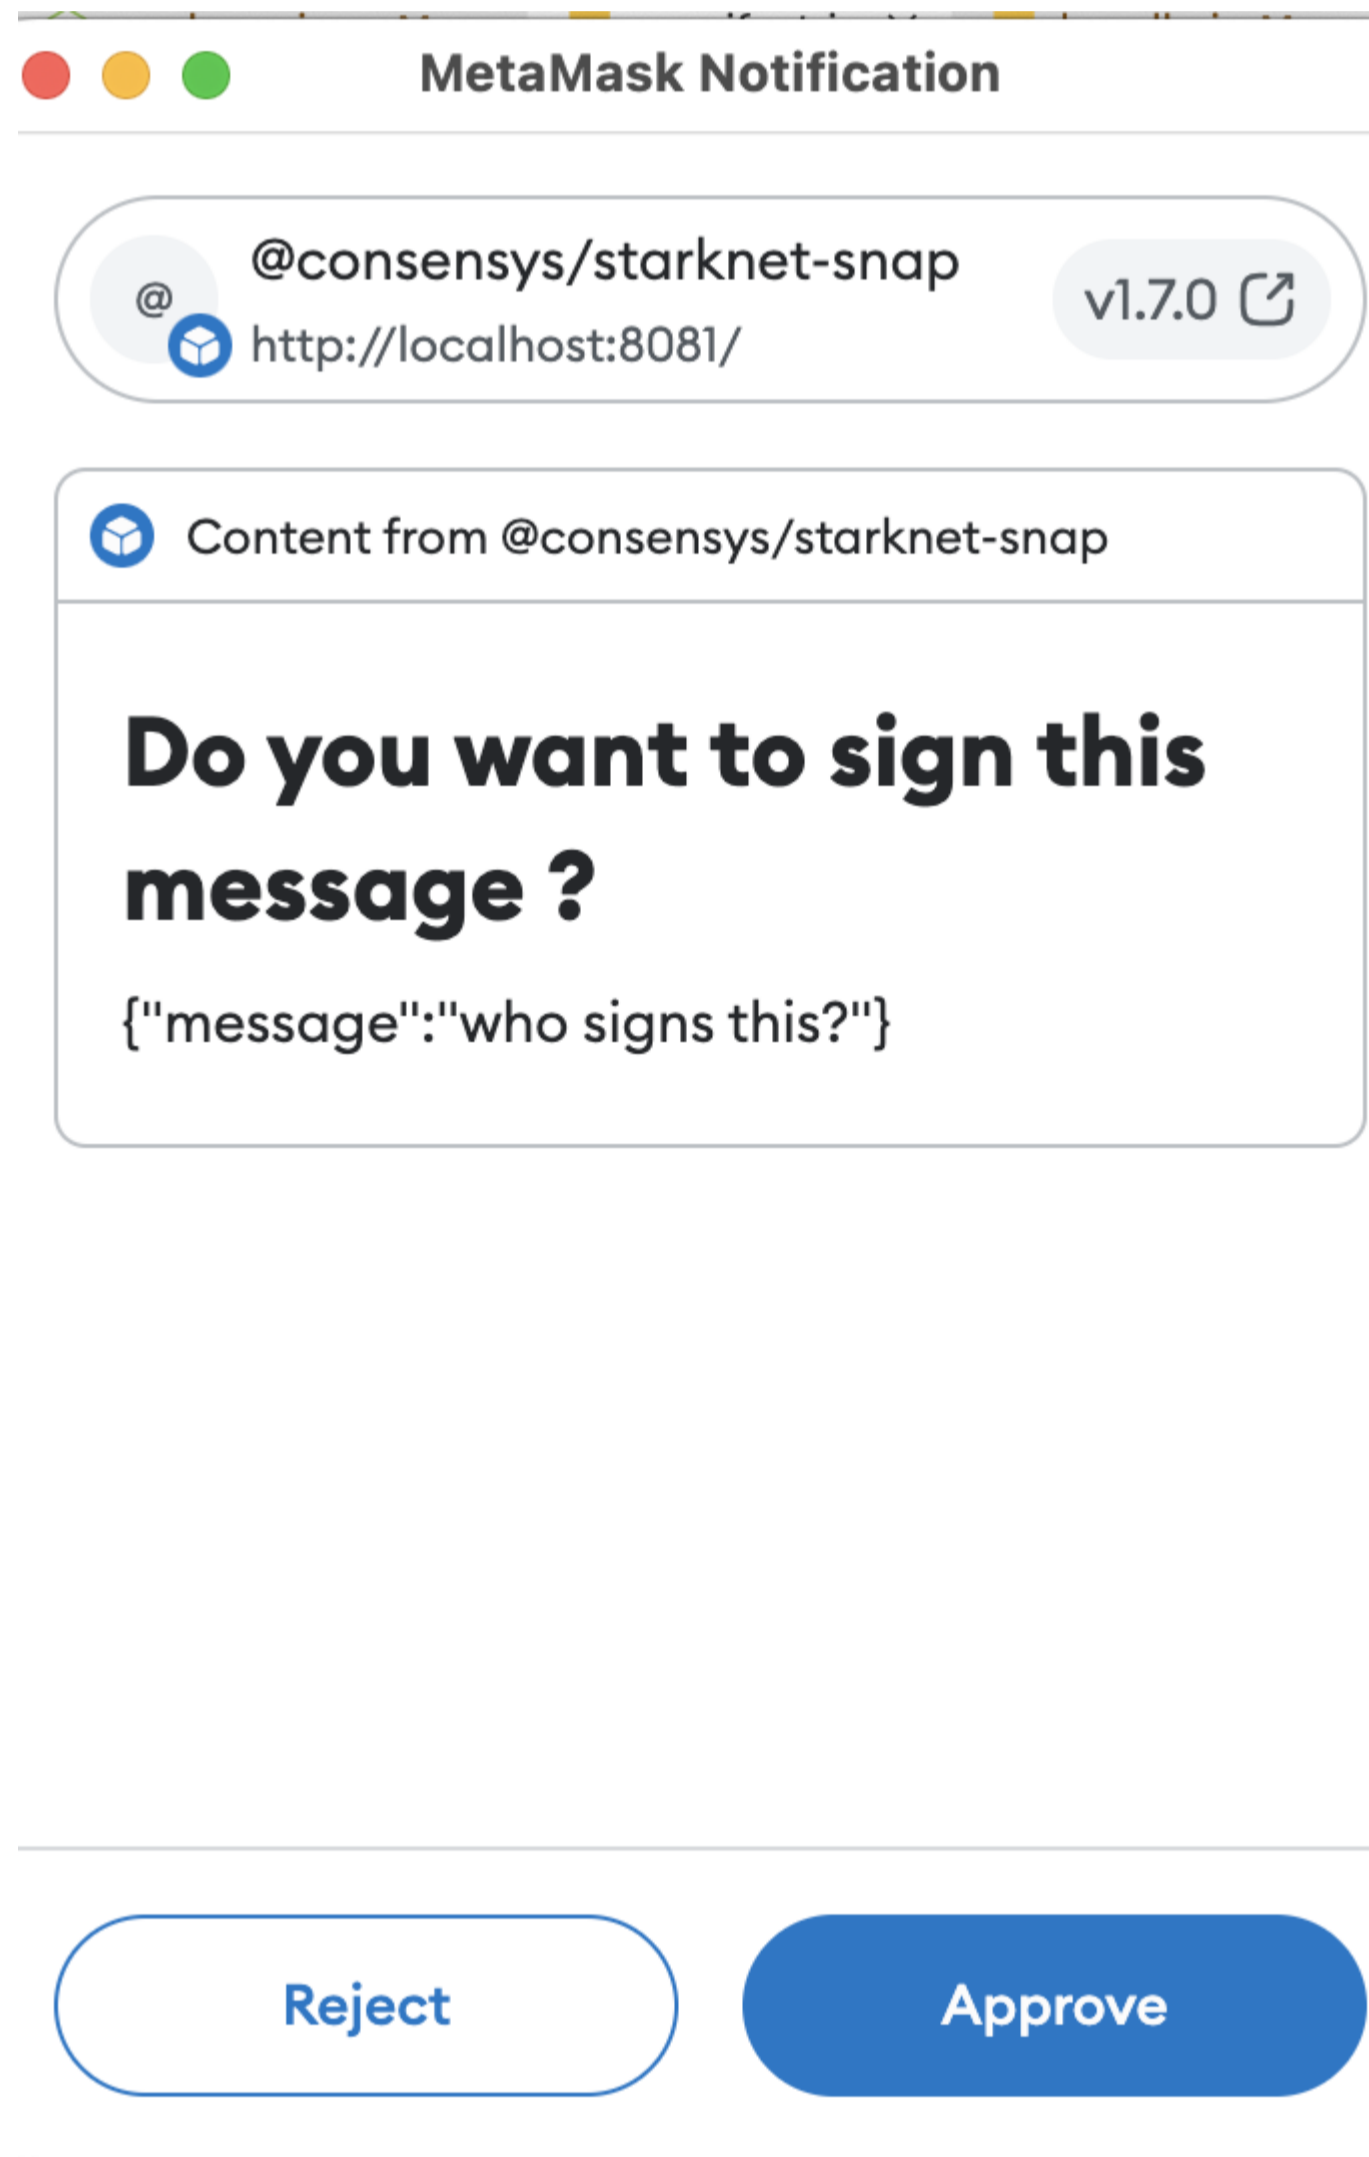 MetaMask Notification
@
@consensys/starknet-snap
http://localhost:8081/
v1.7.0
Content from @consensys/starknet-snap
Do you want to sign this
message ?
{"message":"who signs this?"}
Reject
Approve